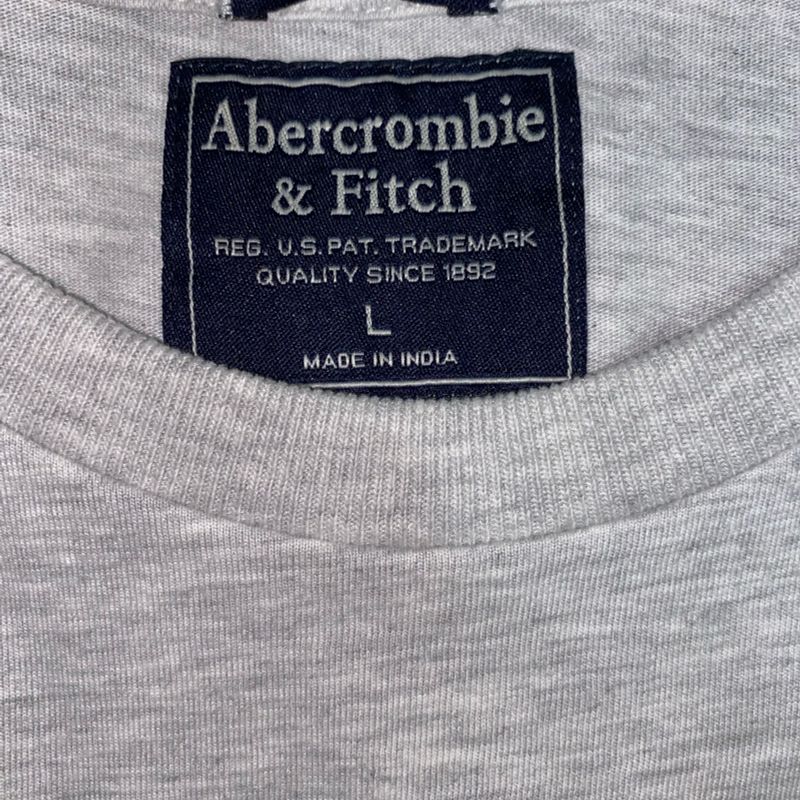 Abercrombie
& Fitch
REG. U.S. PAT. TRADEMARK
QUALITY SINCE 1892
L
MADE IN INDIA